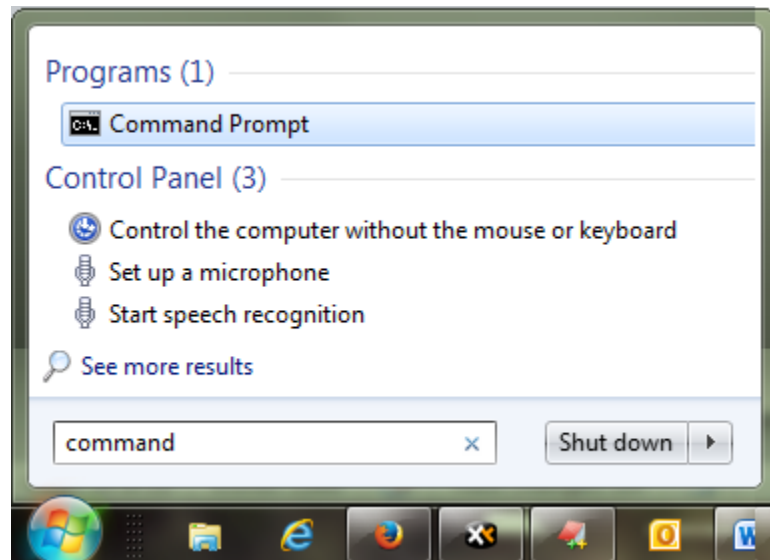 Programs (1)
C:\.
Command Prompt
Control Panel (3)
Control the computer without the mouse or keyboard
Set up a microphone
Start speech recognition
See more results
command
Shut down